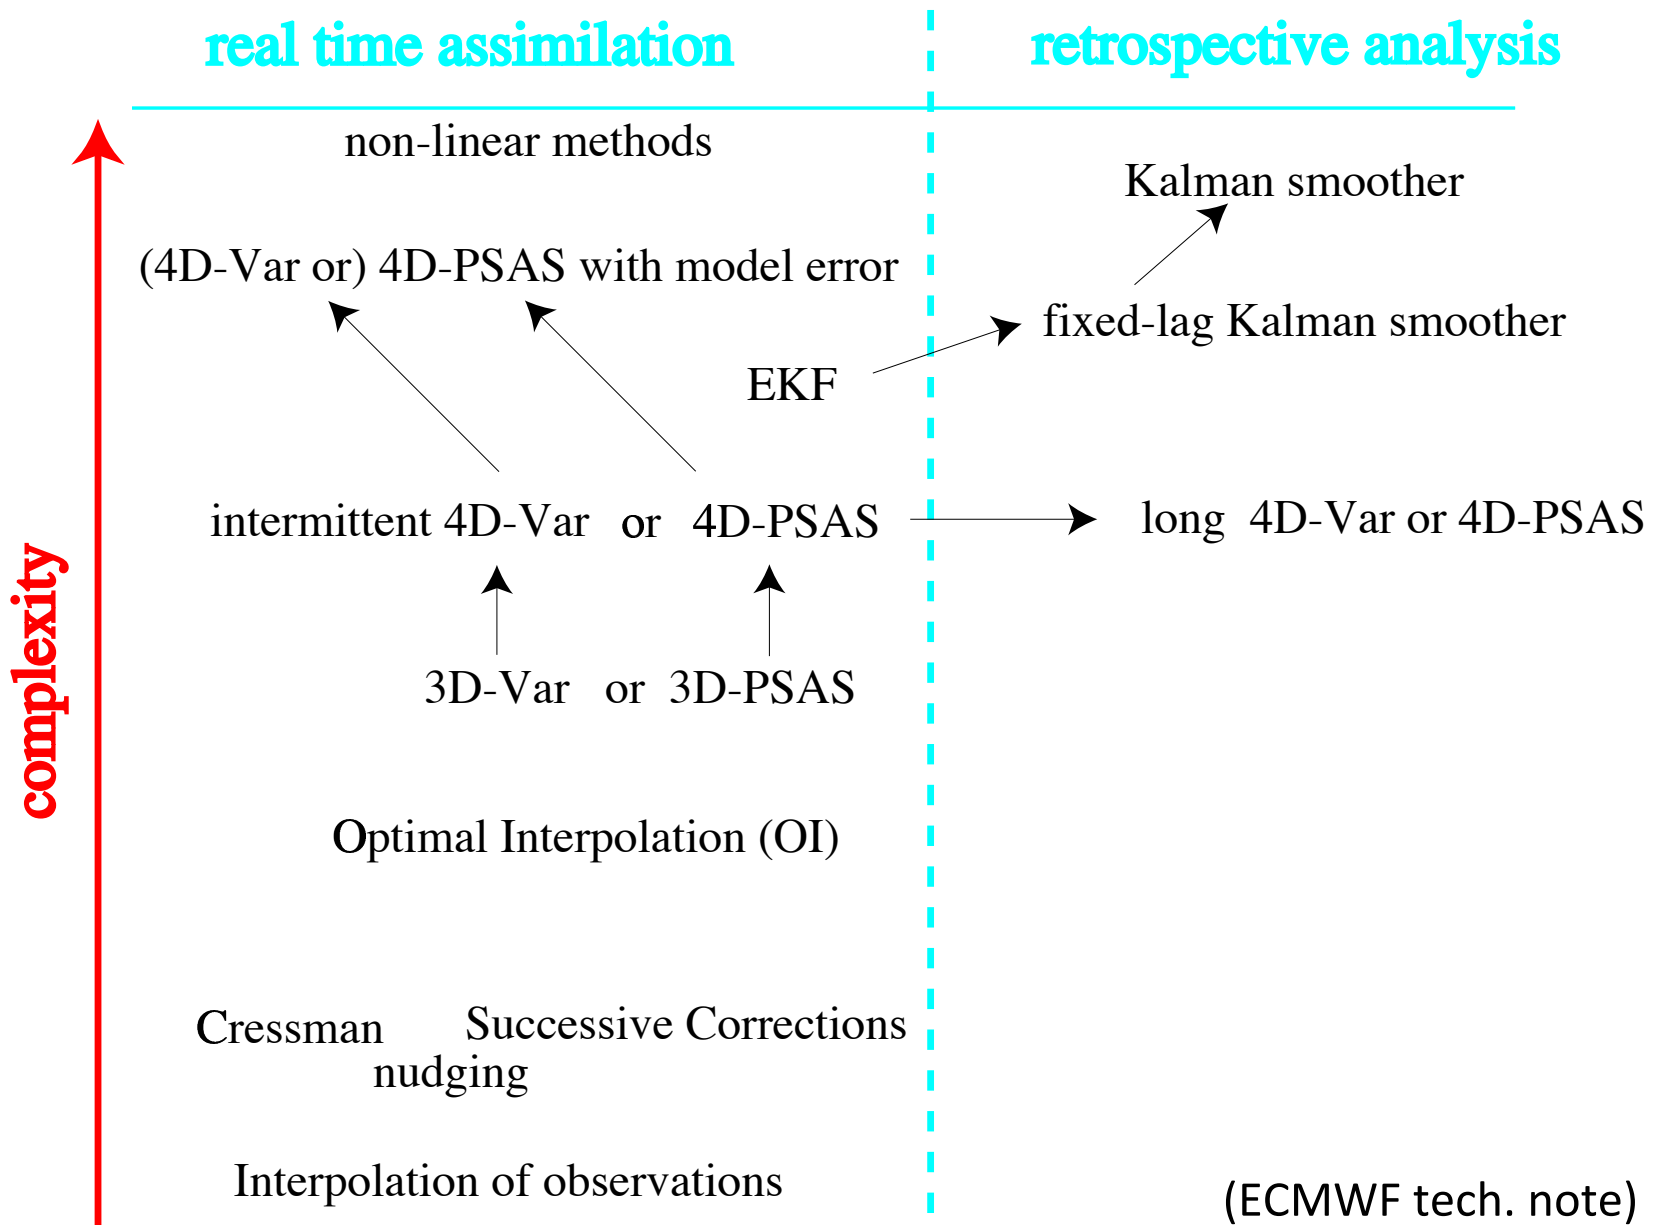 real time assimilation
retrospective analysis
non-linear methods
Kalman smoother
(4D-Var or) 4D-PSAS with model error
fixed-lag Kalman smoother
EKF
intermittent 4D-Var or 4D-PSAS
long 4D-Var or 4D-PSAS
complexity
3D-Var or 3D-PSAS
Optimal Interpolation (OI)
Cressman
Successive Corrections
nudging
Interpolation of observations
(ECMWF tech. note)